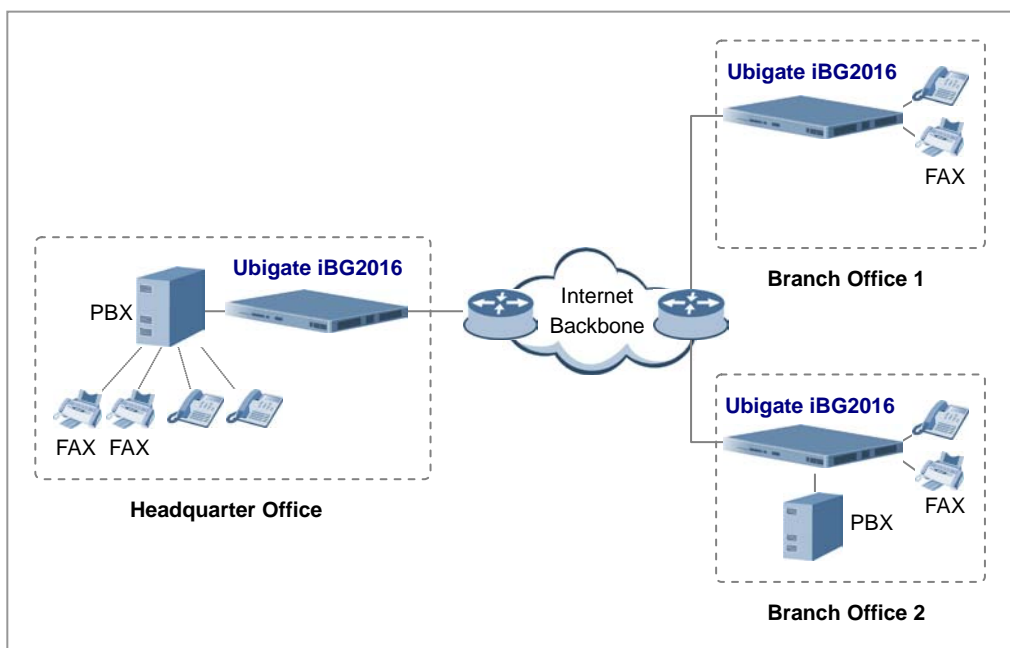 Ubigate iBG2016
FAX
Branch Office 1
Ubigate iBG2016
PBX
FAX
FAX
Headquarter Office
Internet
Backbone
Ubigate iBG2016
FAX
PBX
Branch Office 2